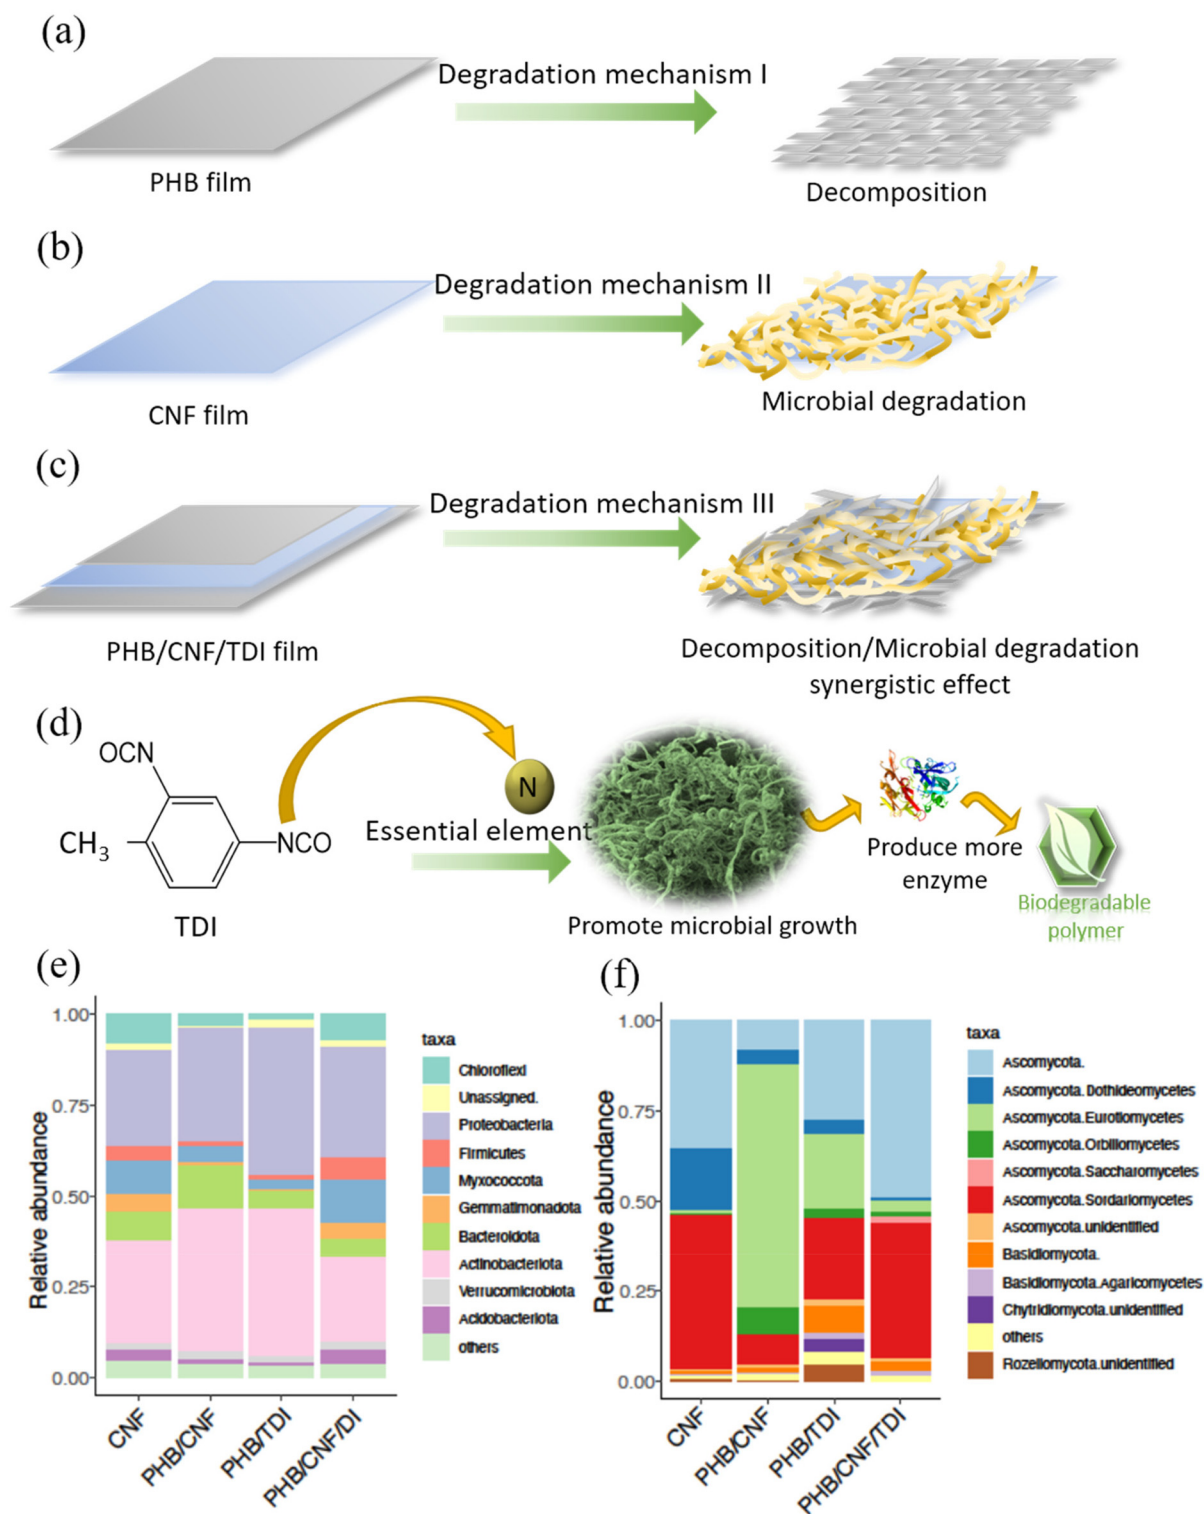 (a)
Degradation mechanism I
PHB film
Decomposition
(b)
Degradation mechanism II
CNF film
Microbial degradation
(c)
Degradation mechanism III
PHB/CNF/TDI film
Decomposition/Microbial degradation
synergistic effect
(d)
OCN
CH3
NCO
TDI
N
Essential element
Promote microbial growth
Produce more
enzyme
Biodegradable
polymer
(e)
Relative abundance
1.00
0.75
0.50
0.25
0.00
CNF
PHB/CNF
PHB/TDI
PHB/CNF/DI
taxa
Chloroflexi
Unassigned.
Proteobacteria
Firmicutes
Myxococcota
Gemmatimonadota
Bacteroidota
Actinobacteriota
Verrucomicrobiota
Acidobacteriota
others
(f)
Relative abundance
1.00
0.75
0.50
0.25
0.00
CNF
PHB/CNF
PHB/TDI
PHB/CNF/TDI
taxa
Ascomycota.
Ascomycota.Dothideomycetes
Ascomycota.Eurotiomycetes
Ascomycota.Orbiliomycetes
Ascomycota.Saccharomycetes
Ascomycota.Sordariomycetes
Ascomycota.unidentified
Basidiomycota.
Basidiomycota.Agaricomycetes
Chytridiomycota.unidentified
others
Rozellomycota.unidentified